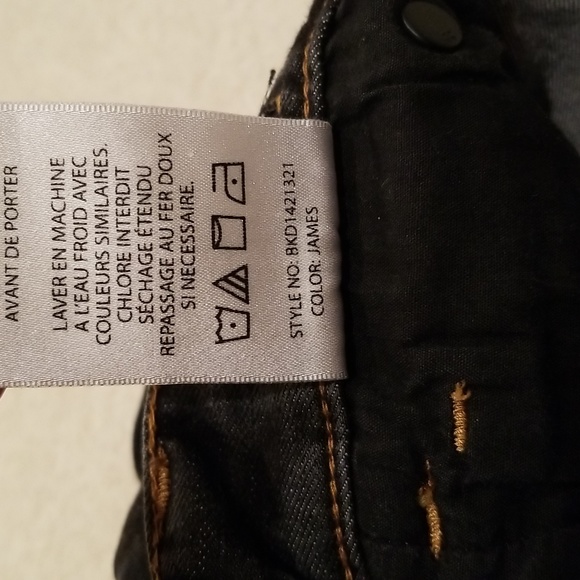 AVANT DE PORTER
LAVER EN MACHINE
A L'EAU FROID AVEC
COULEURS SIMILAIRES.
CHLORE INTERDIT
SÉCHAGE ÉTENDU
REPASSAGE AU FER DOUX
SI NECESSAIRE.
STYLE NO: BKD1421321
COLOR: JAMES